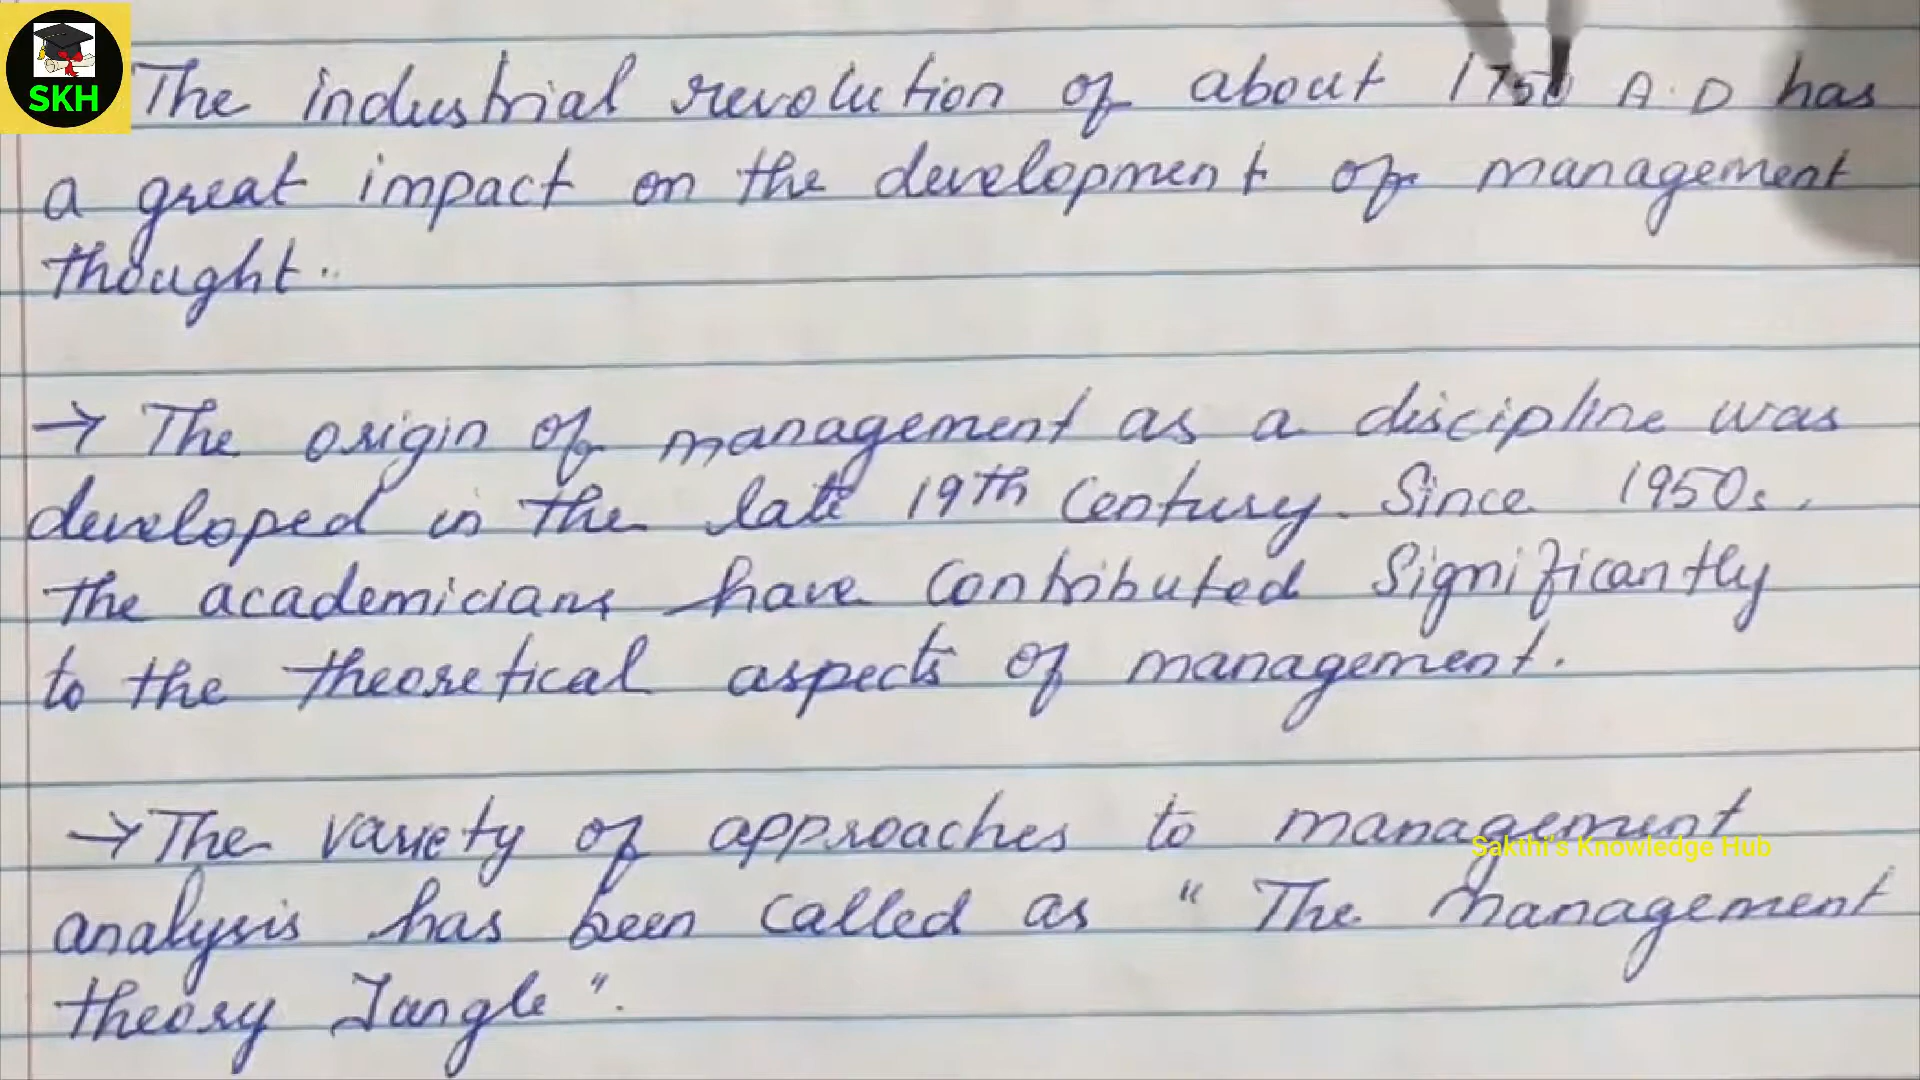 SKH
The industrial revolution of about 1750 A.D has
a great impact on the development of management
thought..
→ The origin of management as a discipline was
developed in the late 19th Century. Since 1950s,
the academicians have Contributed Significantly
to the theoretical aspects of management.
→ The variety of approaches to management
Sakthi's Knowledge Hub
analysis has been Called as " The Management
theory Jungle".